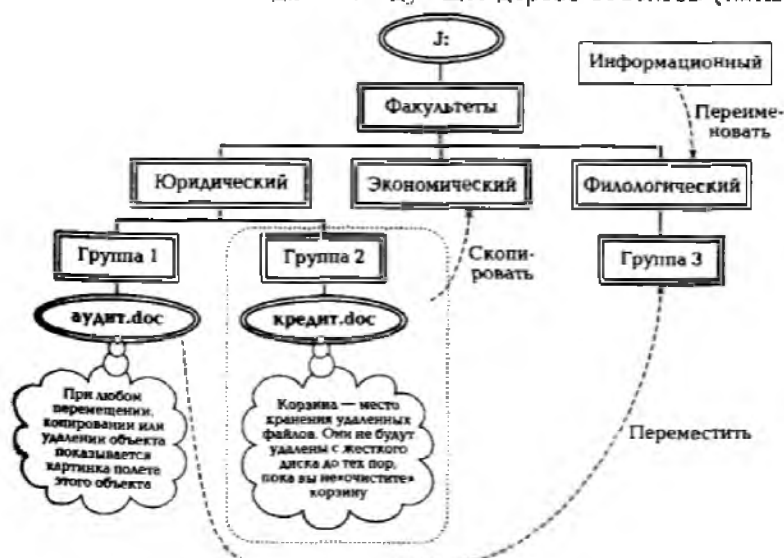 J:
Информационный
Факультеты
Переиме-
новать
Юридический
Экономический
Филологический
Группа 1
Группа 2
Скопи-
ровать
Группа 3
аудит.doc
кредит.doc
При любом
перемещении,
копировании или
удалении объекта
показывается
картинка полета
этого объекта
Корзина — место
хранения удаленных
файлов. Они не будут
удалены с жесткого
диска до тех пор,
пока вы не «очистите»
корзину
Переместить